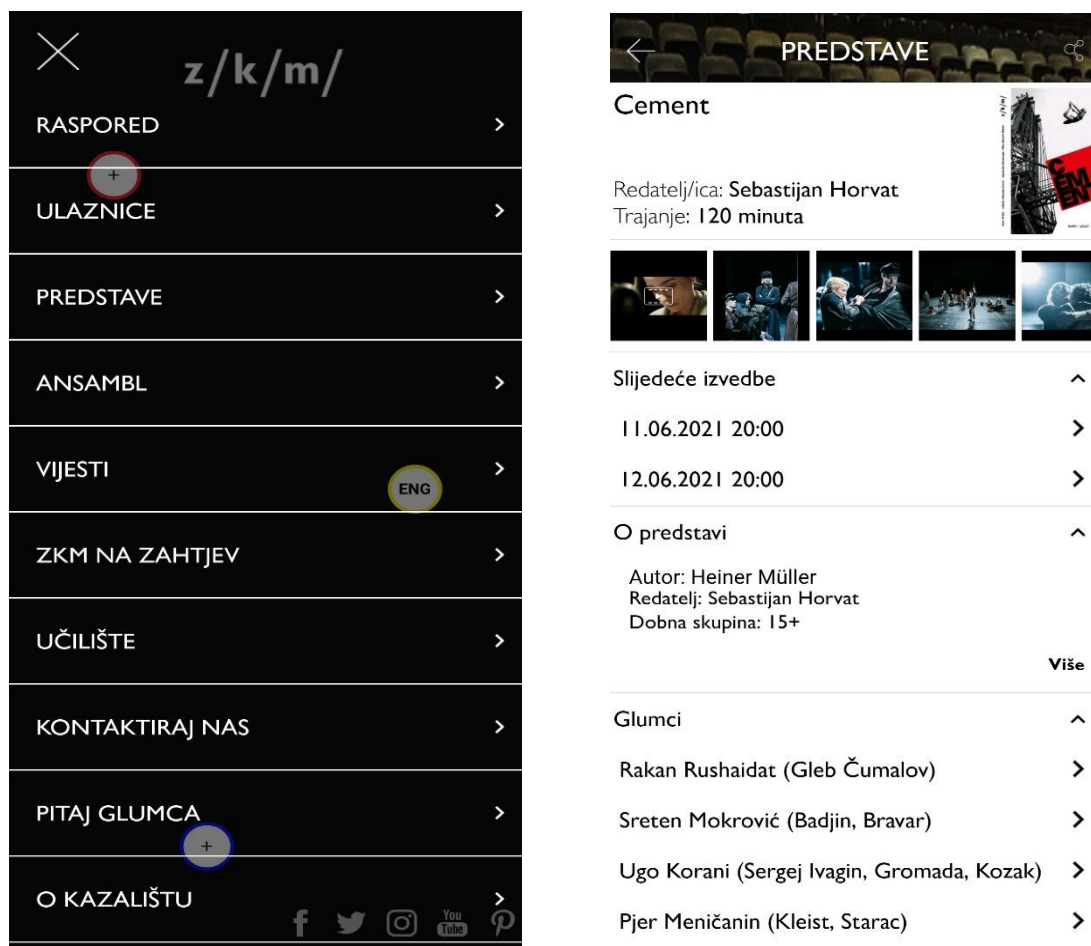 z/k/m/
RASPORED
+
ULAZNICE
PREDSTAVE
ANSAMBL
VIJESTI
ENG
ZKM NA ZAHTJEV
UČILIŠTE
KONTAKTIRAJ NAS
PITAJ GLUMCA
+
O KAZALIŠTU
You
Tube
PREDSTAVE
Cement
z/k/m/
CEMEN
Redatelj/ica: Sebastijan Horvat
Trajanje: 120 minuta
Slijedeće izvedbe
11.06.2021 20:00
12.06.2021 20:00
O predstavi
Autor: Heiner Müller
Redatelj: Sebastijan Horvat
Dobna skupina: 15+
Više
Glumci
Rakan Rushaidat (Gleb Čumalov)
Sreten Mokrović (Badjin, Bravar)
Ugo Korani (Sergej Ivagin, Gromada, Kozak)
Pjer Meničanin (Kleist, Starac)